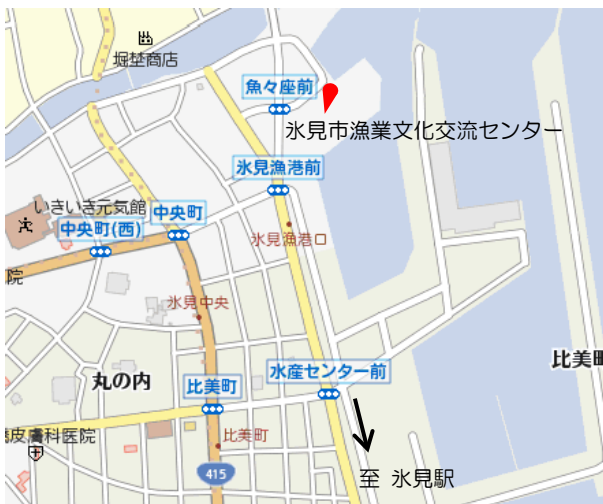 堀埜商店
魚々座前
氷見市漁業文化交流センター
氷見漁港前
いきいき元気館
中央町
中央町(西)
氷見漁港口
院
氷見中央
水産センター前
比美町
丸の内
比美町
比美町
皮膚科医院
415
至 氷見駅